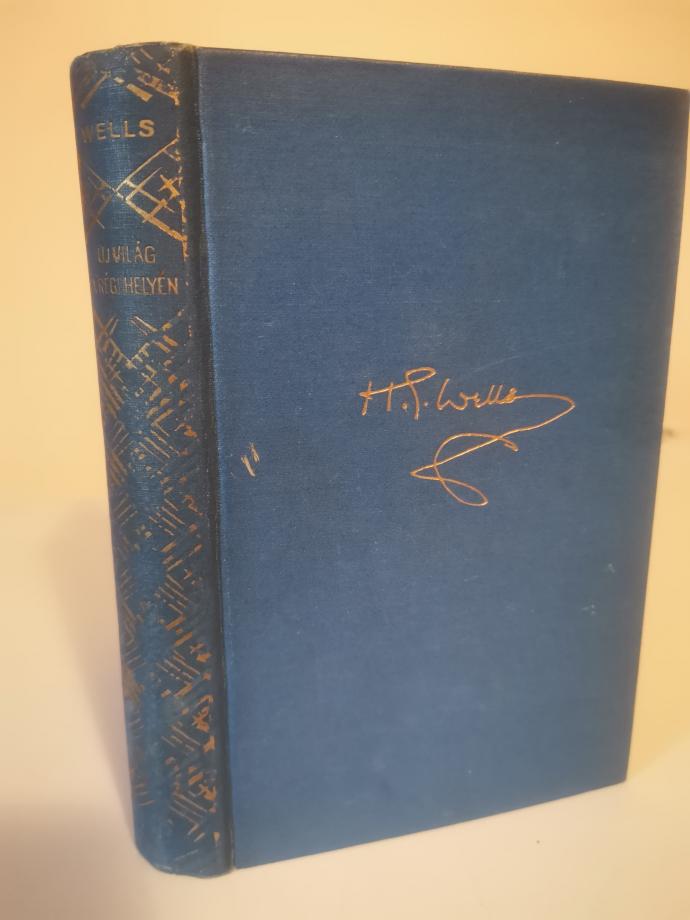 WELLS
ÚJ VILÁG
A RÉGI HELYÉN
H. G. Wells